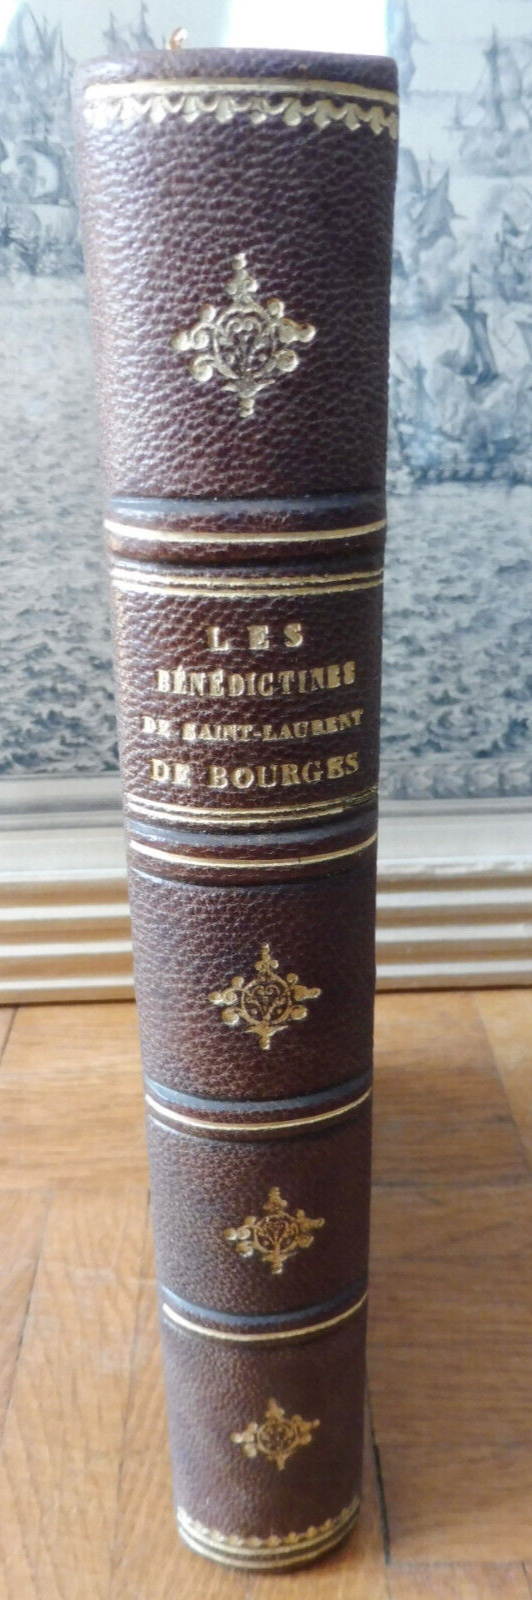 LES
BÉNÉDICTINES
DE SAINT-LAURENT
DE BOURGES